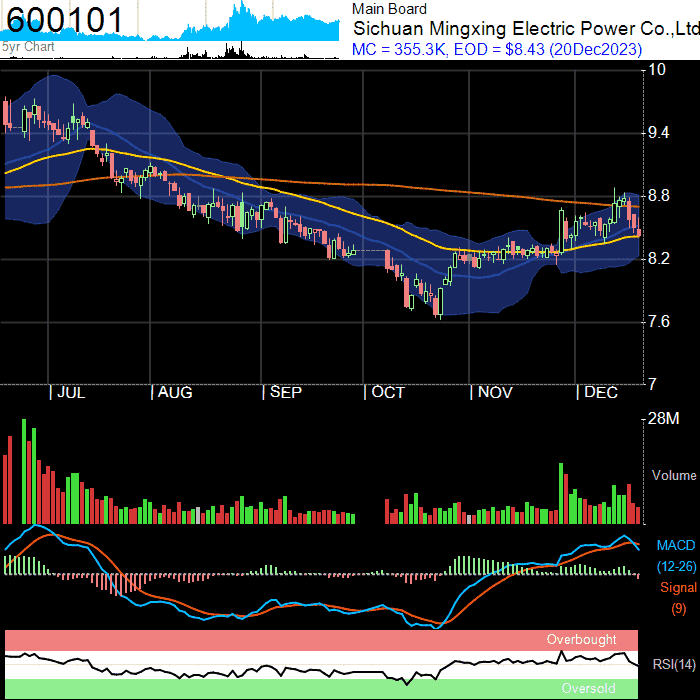 600101
Main Board
Sichuan Mingxing Electric Power Co.,Ltd
MC = 355.3K, EOD = $8.43 (20Dec2023)
5yr Chart
10
9.4
8.8
8.2
7.6
7
JUL AUG SEP OCT NOV DEC
28M
Volume
MACD
(12-26)
Signal
(9)
Overbought
RSI(14)
Oversold